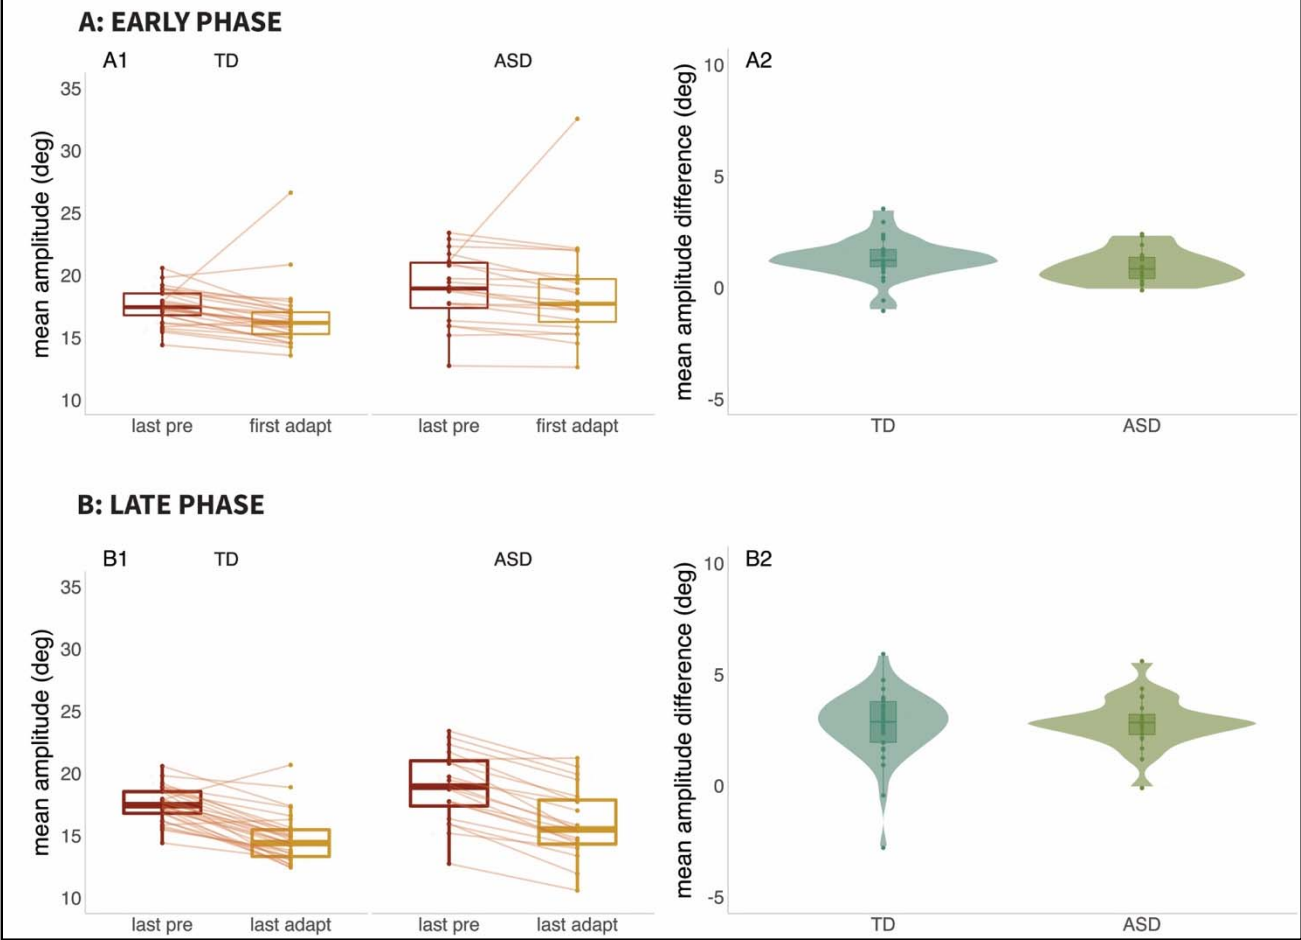 A: EARLY PHASE
A1
TD
ASD
mean amplitude (deg)
35
30
25
20
15
10
last pre
first adapt
last pre
first adapt
A2
mean amplitude difference (deg)
10
5
0
-5
TD
ASD
B: LATE PHASE
B1
TD
ASD
mean amplitude (deg)
35
30
25
20
15
10
last pre
last adapt
last pre
last adapt
B2
mean amplitude difference (deg)
10
5
0
-5
TD
ASD